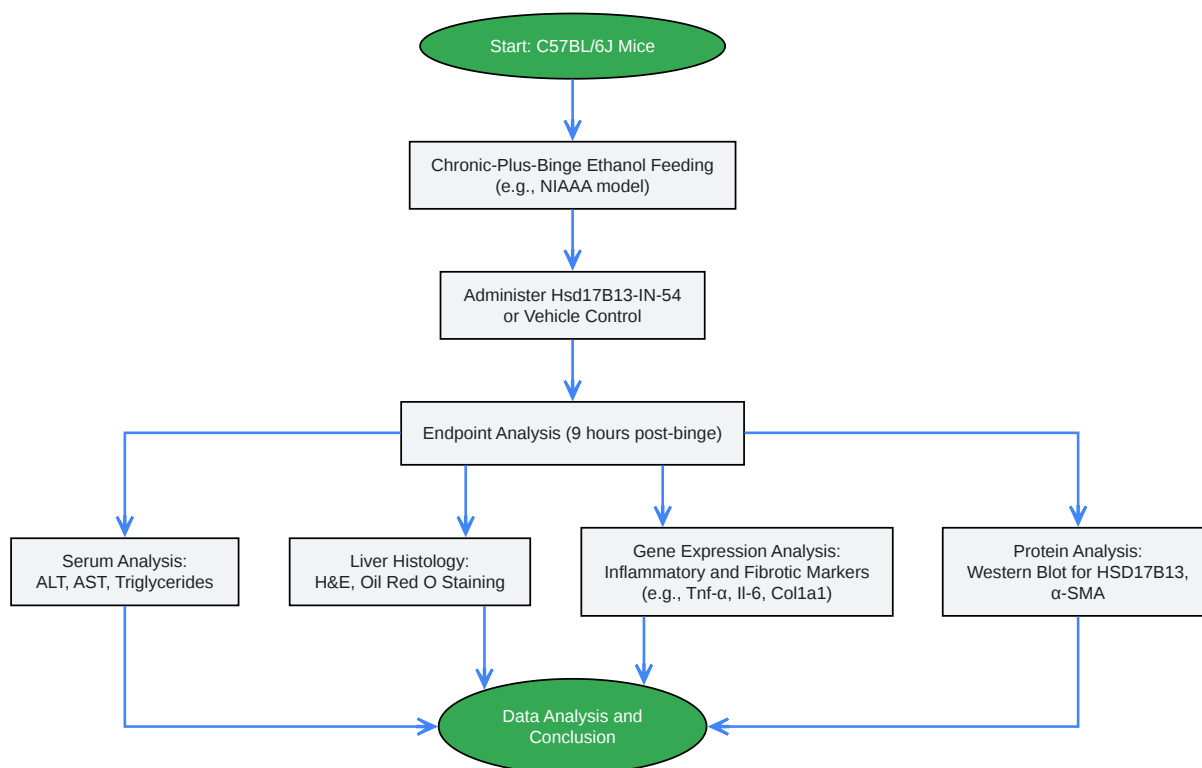 Start: C57BL/6J Mice
Chronic-Plus-Binge Ethanol Feeding
(e.g., NIAAA model)
Administer Hsd17B13-IN-54
or Vehicle Control
Endpoint Analysis (9 hours post-binge)
Serum Analysis:
ALT, AST, Triglycerides
Liver Histology:
H&E, Oil Red O Staining
Gene Expression Analysis:
Inflammatory and Fibrotic Markers
(e.g., Tnf-α, Il-6, Col1a1)
Protein Analysis:
Western Blot for HSD17B13,
α-SMA
Data Analysis and
Conclusion